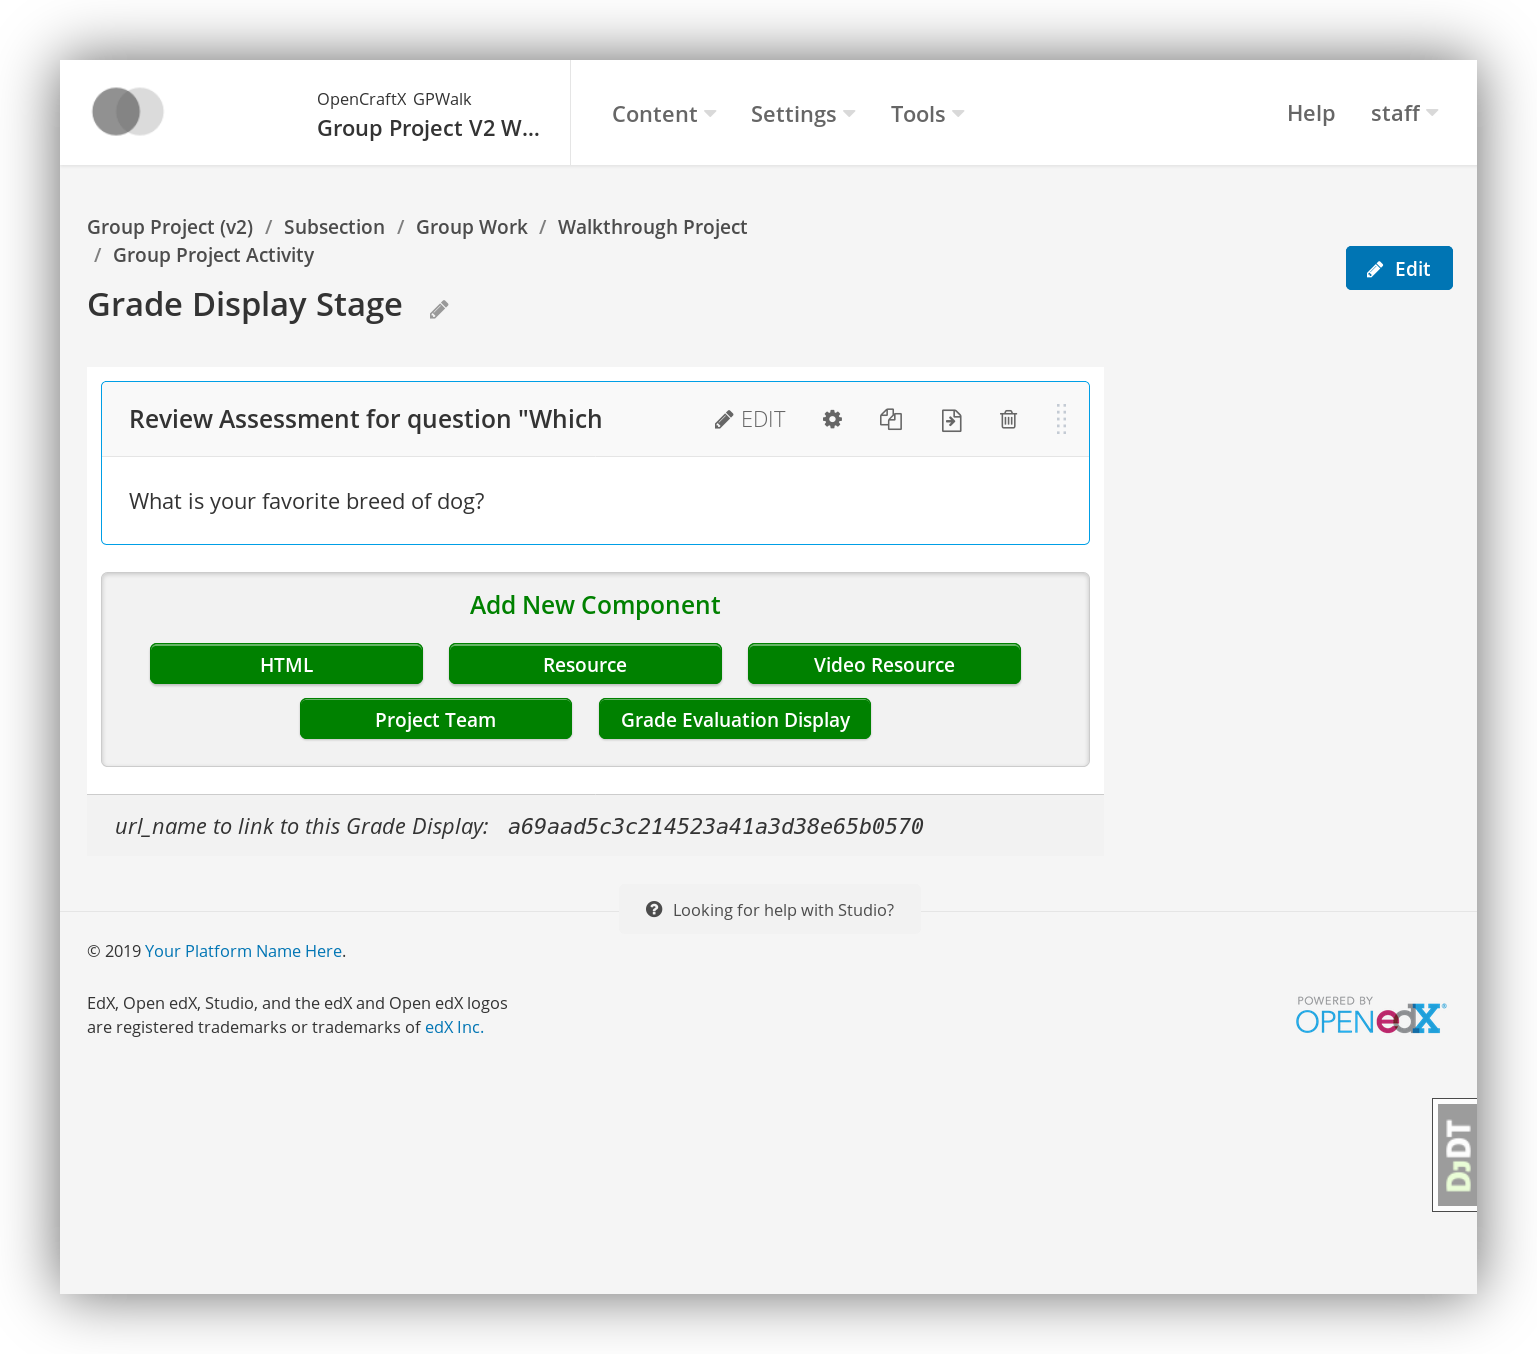 OpenCraftX GPWalk
Group Project V2 W...
Content
Settings
Tools
Help
staff
Group Project (v2) / Subsection / Group Work / Walkthrough Project
/ Group Project Activity
Edit
Grade Display Stage
Review Assessment for question "Which
EDIT
What is your favorite breed of dog?
Add New Component
HTML
Resource
Video Resource
Project Team
Grade Evaluation Display
url_name to link to this Grade Display: a69aad5c3c214523a41a3d38e65b0570
Looking for help with Studio?
© 2019 Your Platform Name Here.
EdX, Open edX, Studio, and the edX and Open edX logos
are registered trademarks or trademarks of edX Inc.
POWERED BY
OPEN edX®
DJDT